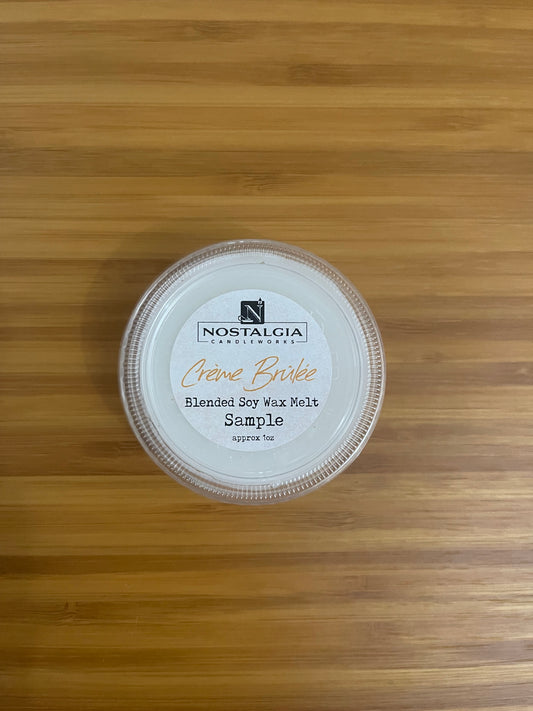 N
NOSTALGIA
CANDLEWORKS
Crème Brûlée
Blended Soy Wax Melt
Sample
approx 1oz